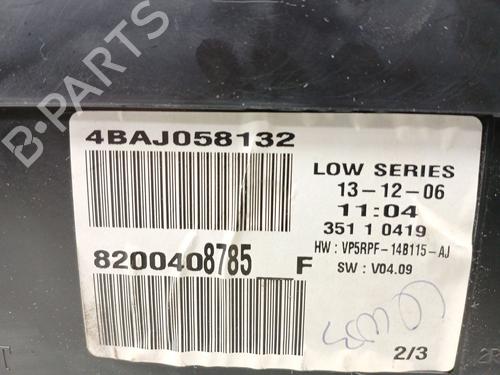 B-PARTS
4BAJ058132
LOW SERIES
13-12-06
11:04
351 1 0419
HW : VP5RPF-14B115-AJ
SW : V04.09
8200408785__F
2/3